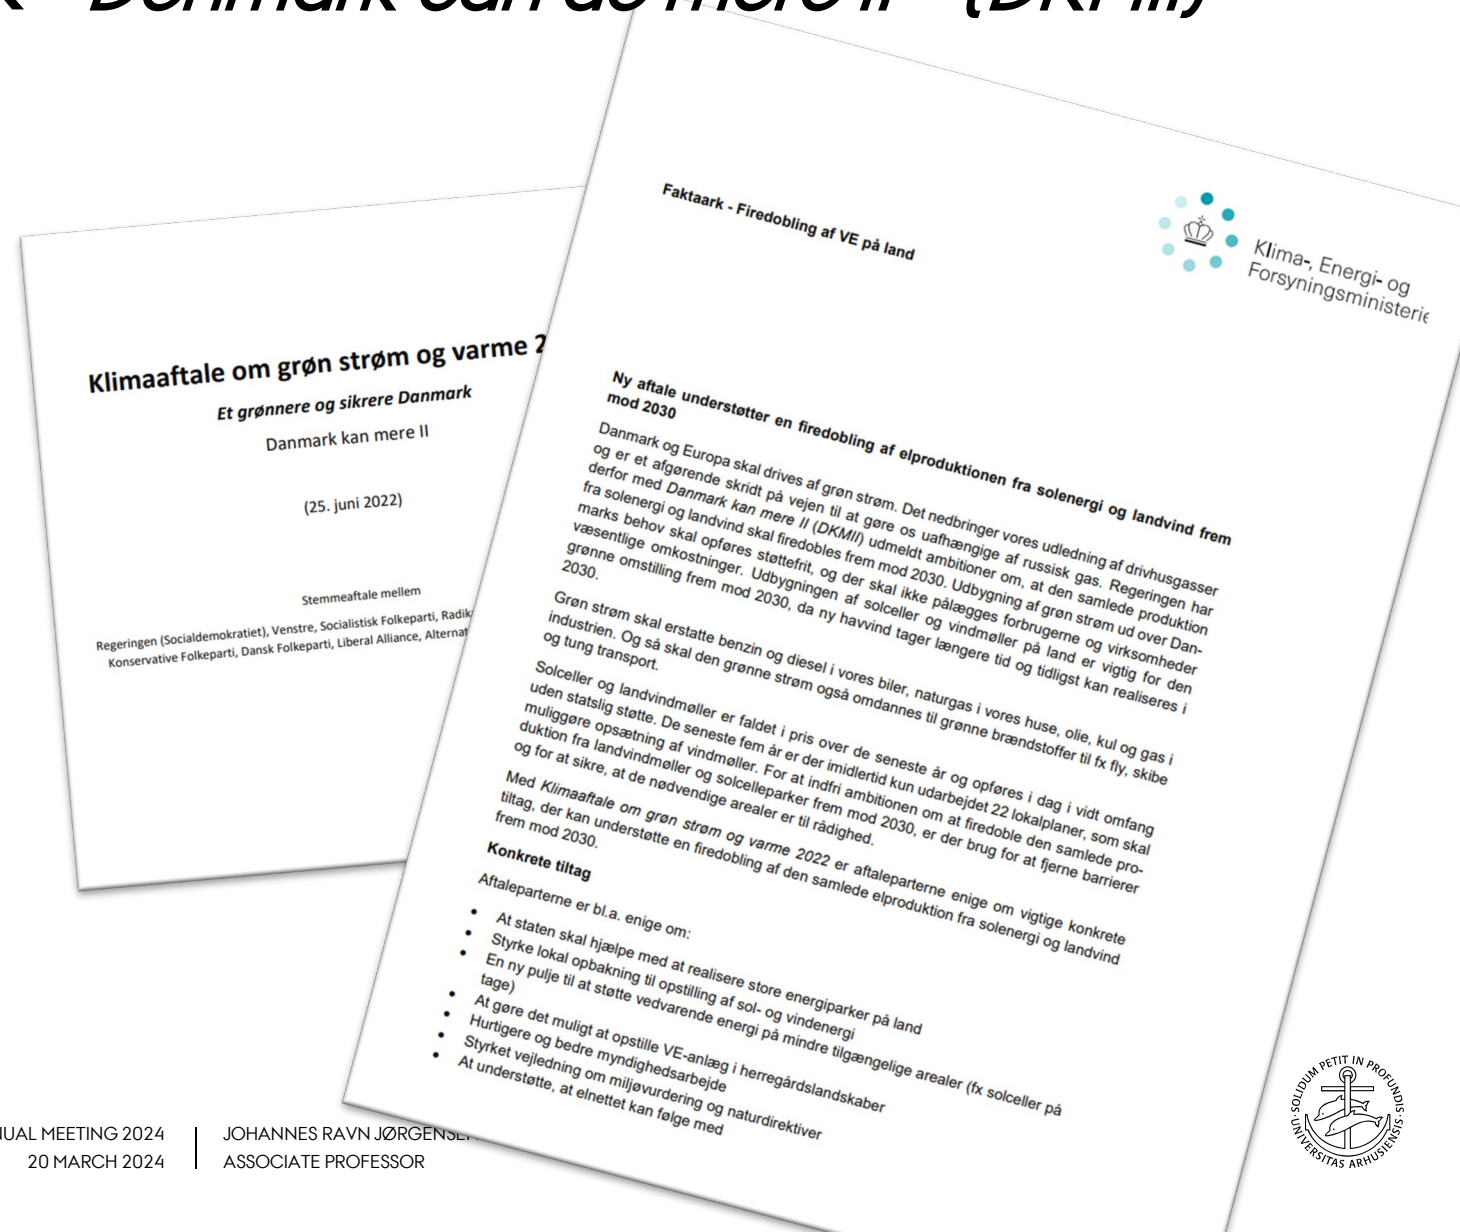 Denmark can do more II" (DKMII)
Klimaaftale om grøn strøm og varme 2
Et grønnere og sikrere Danmark
Danmark kan mere II
(25. juni 2022)
Stemmeaftale mellem
Regeringen (Socialdemokratiet), Venstre, Socialistisk Folkeparti, Radik
Konservative Folkeparti, Dansk Folkeparti, Liberal Alliance, Alternat
Faktaark - Firedobling af VE på land
Klima-, Energi- og
Forsyningsministerie
Ny aftale understøtter en firedobling af elproduktionen fra solenergi og landvind frem
mod 2030
Danmark og Europa skal drives af grøn strøm. Det nedbringer vores udledning af drivhusgasser
og er et afgørende skridt på vejen til at gøre os uafhængige af russisk gas. Regeringen har
derfor med Danmark kan mere II (DKMII) udmeldt ambitioner om, at den samlede produktion
fra solenergi og landvind skal firedobles frem mod 2030. Udbygning af grøn strøm ud over Dan-
marks behov skal opføres støttefrit, og der skal ikke pålægges forbrugerne og virksomheder
væsentlige omkostninger. Udbygningen af solceller og vindmøller på land er vigtig for den
grønne omstilling frem mod 2030, da ny havvind tager længere tid og tidligst kan realiseres i
2030.
Grøn strøm skal erstatte benzin og diesel i vores biler, naturgas i vores huse, olie, kul og gas i
industrien. Og så skal den grønne strøm også omdannes til grønne brændstoffer til fx fly, skibe
og tung transport.
Solceller og landvindmøller er faldet i pris over de seneste år og opføres i dag i vidt omfang
uden statslig støtte. De seneste fem år er der imidlertid kun udarbejdet 22 lokalplaner, som skal
muliggøre opsætning af vindmøller. For at indfri ambitionen om at firedoble den samlede pro-
duktion fra landvindmøller og solcelleparker frem mod 2030, er der brug for at fjerne barrierer
og for at sikre, at de nødvendige arealer er til rådighed.
Med Klimaaftale om grøn strøm og varme 2022 er aftaleparterne enige om vigtige konkrete
tiltag, der kan understøtte en firedobling af den samlede elproduktion fra solenergi og landvind
frem mod 2030.
Konkrete tiltag
Aftaleparterne er bl.a. enige om:
• At staten skal hjælpe med at realisere store energiparker på land
• Styrke lokal opbakning til opstilling af sol- og vindenergi
• En ny pulje til at støtte vedvarende energi på mindre tilgængelige arealer (fx solceller på
tage)
• At gøre det muligt at opstille VE-anlæg i herregårdslandskaber
• Hurtigere og bedre myndighedsarbejde
• Styrket vejledning om miljøvurdering og naturdirektiver
• At understøtte, at elnettet kan følge med
NUAL MEETING 2024
20 MARCH 2024
JOHANNES RAVN JØRGENSEN
ASSOCIATE PROFESSOR
SOLIDUM PETIT IN PROFUNDIS
UNIVERSITAS ARHUSIENSIS